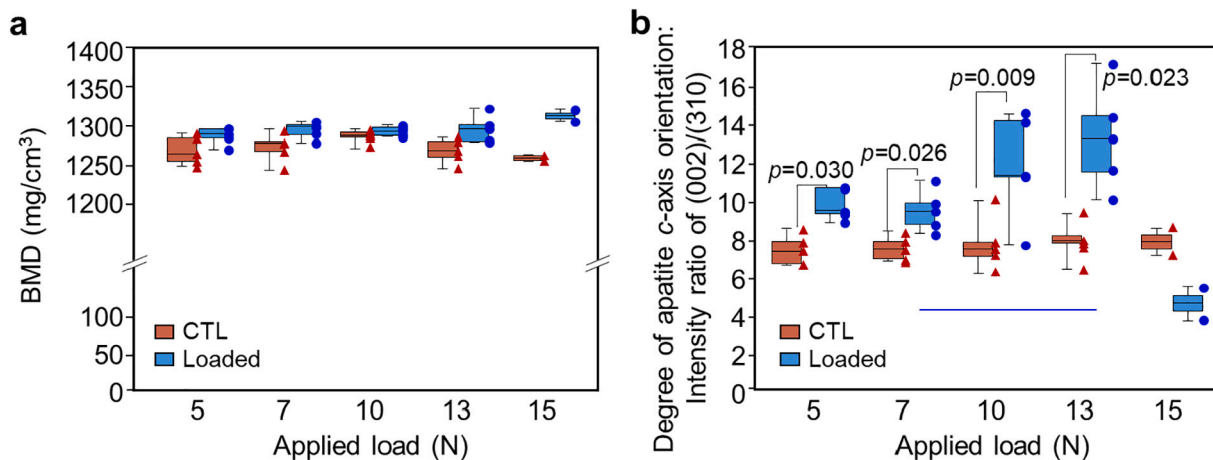 a
BMD (mg/cm³)
1400
1350
1300
1250
1200
100
50
0
CTL
Loaded
5 7 10 13 15
Applied load (N)
b
Degree of apatite c-axis orientation:
Intensity ratio of (002)/(310)
18
16
14
12
10
8
6
4
2
0
p=0.030
p=0.026
p=0.009
p=0.023
CTL
Loaded
5 7 10 13 15
Applied load (N)